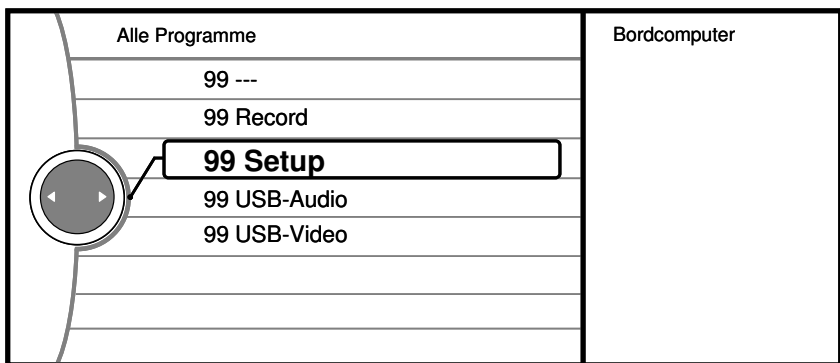 Alle Programme
Bordcomputer
99 ---
99 Record
99 Setup
99 USB-Audio
99 USB-Video